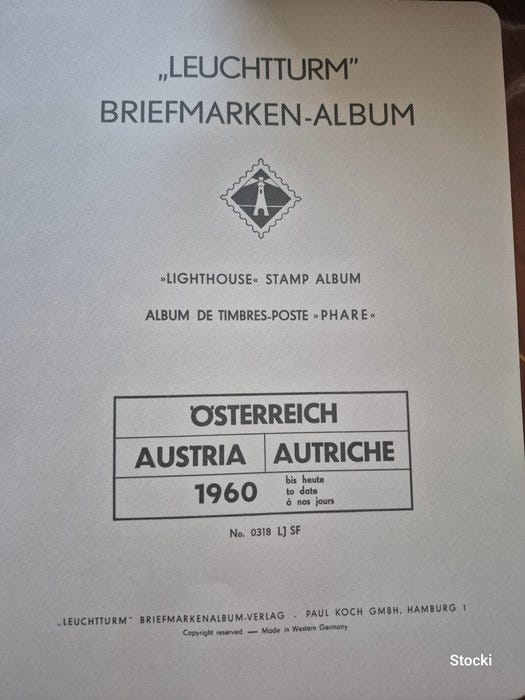 „LEUCHTTURM”
BRIEFMARKEN-ALBUM
»LIGHTHOUSE« STAMP ALBUM
ALBUM DE TIMBRES-POSTE »PHARE«
ÖSTERREICH
AUSTRIA AUTRICHE
1960 bis heute
to date
à nos jours
No. 0318 LJ SF
„LEUCHTTURM” BRIEFMARKENALBUM-VERLAG . PAUL KOCH GMBH, HAMBURG 1
Copyright reserved — Made in Western Germany
Stocki